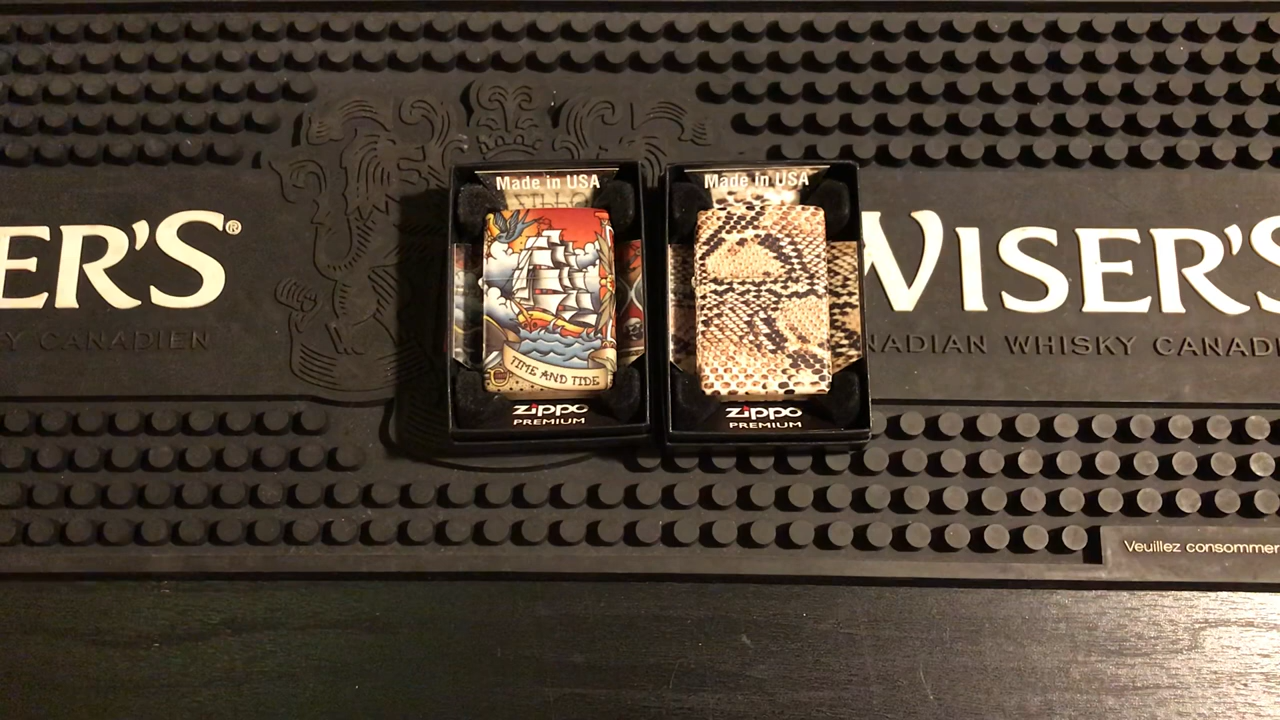 Made in USA
Made in USA
ER'S®
WISER'S
Y CANADIEN
NADIAN WHISKY CANADI
TIME AND TIDE
Zippo
PREMIUM
Zippo
PREMIUM
Veuillez consommer